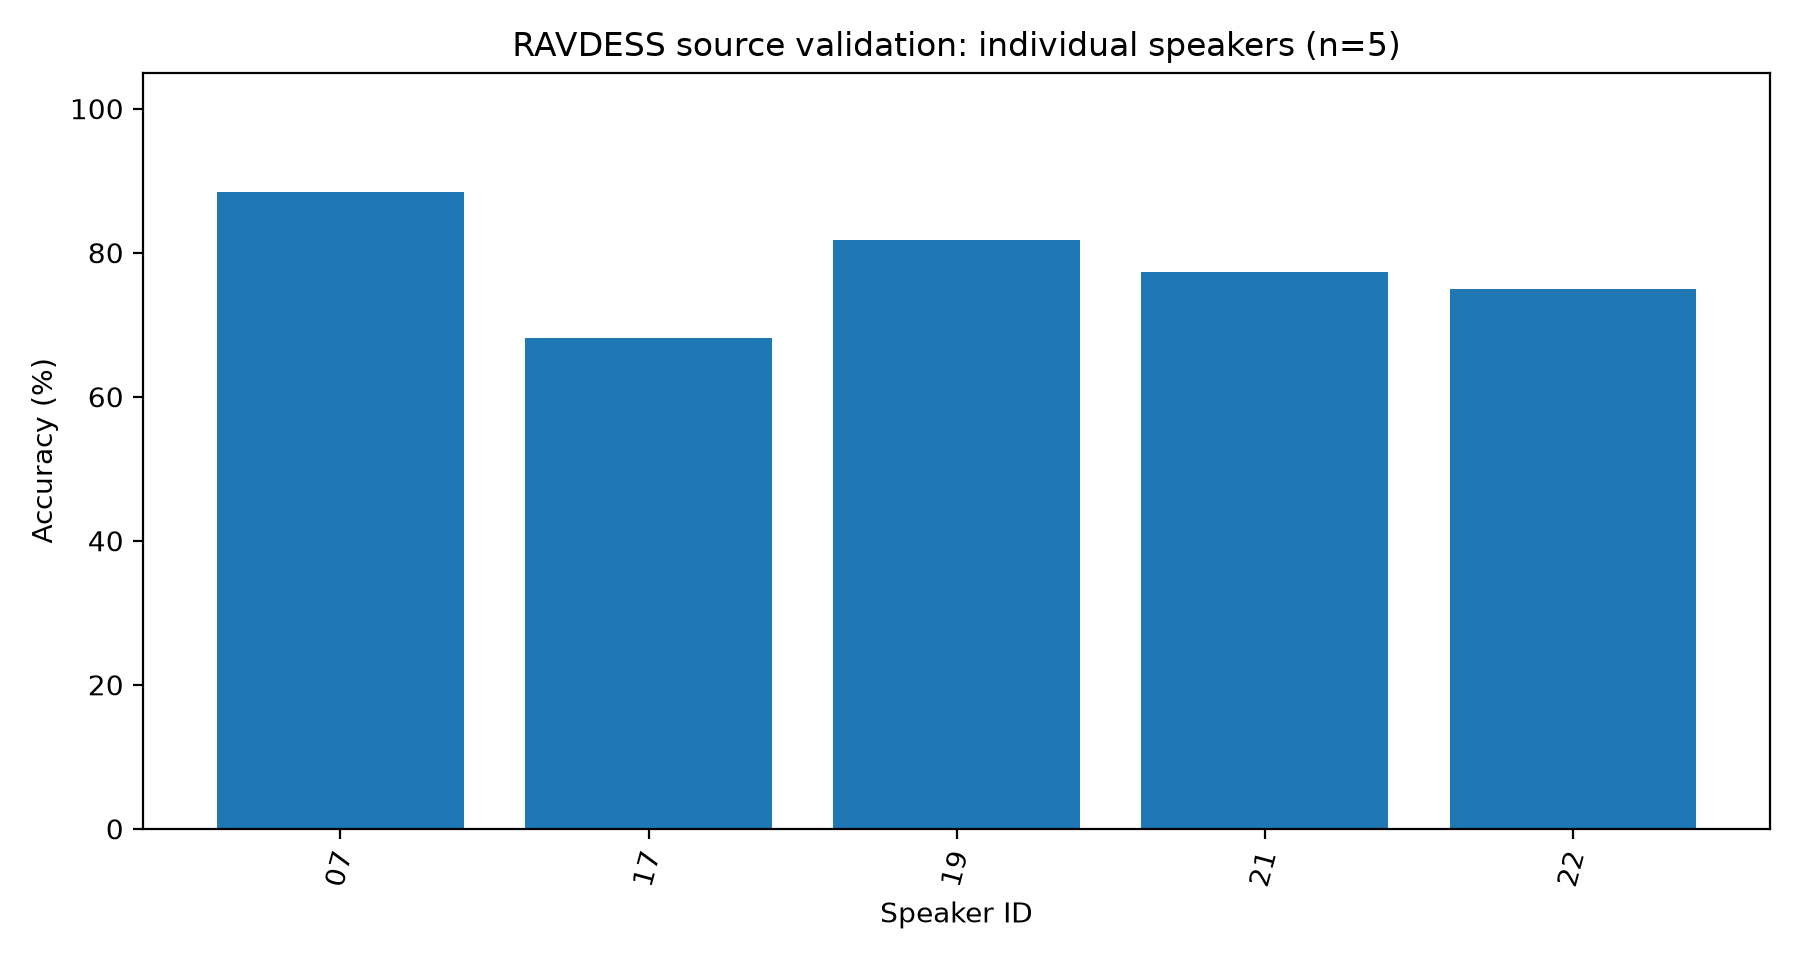 RAVDESS source validation: individual speakers (n=5)
100
80
60
40
20
0
Accuracy (%)
07 17 19 21 22
Speaker ID